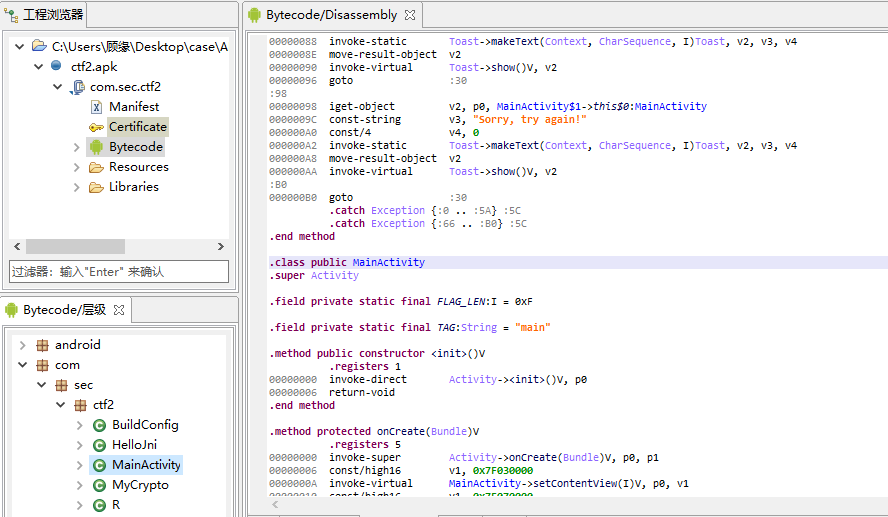 工程浏览器
C:\Users\顾缘\Desktop\case\A
ctf2.apk
com.sec.ctf2
Manifest
Certificate
Bytecode
Resources
Libraries
过滤器: 输入"Enter" 来确认
Bytecode/层级
android
com
sec
ctf2
BuildConfig
HelloJni
MainActivity
MyCrypto
R
Bytecode/Disassembly
00000088 invoke-static Toast->makeText(Context, CharSequence, I)Toast, v2, v3, v4
0000008E move-result-object v2
00000090 invoke-virtual Toast->show()V, v2
00000096 goto :30
:98
00000098 iget-object v2, p0, MainActivity$1->this$0:MainActivity
0000009C const-string v3, "Sorry, try again!"
000000A0 const/4 v4, 0
000000A2 invoke-static Toast->makeText(Context, CharSequence, I)Toast, v2, v3, v4
000000A8 move-result-object v2
000000AA invoke-virtual Toast->show()V, v2
:B0
000000B0 goto :30
.catch Exception {:0 .. :5A} :5C
.catch Exception {:66 .. :B0} :5C
.end method
.class public MainActivity
.super Activity
.field private static final FLAG_LEN:I = 0xF
.field private static final TAG:String = "main"
.method public constructor <init>()V
.registers 1
00000000 invoke-direct Activity-><init>()V, p0
00000006 return-void
.end method
.method protected onCreate(Bundle)V
.registers 5
00000000 invoke-super Activity->onCreate(Bundle)V, p0, p1
00000006 const/high16 v1, 0x7F030000
0000000A invoke-virtual MainActivity->setContentView(I)V, p0, v1
00000010 const/high16 v1, 0x7F070000